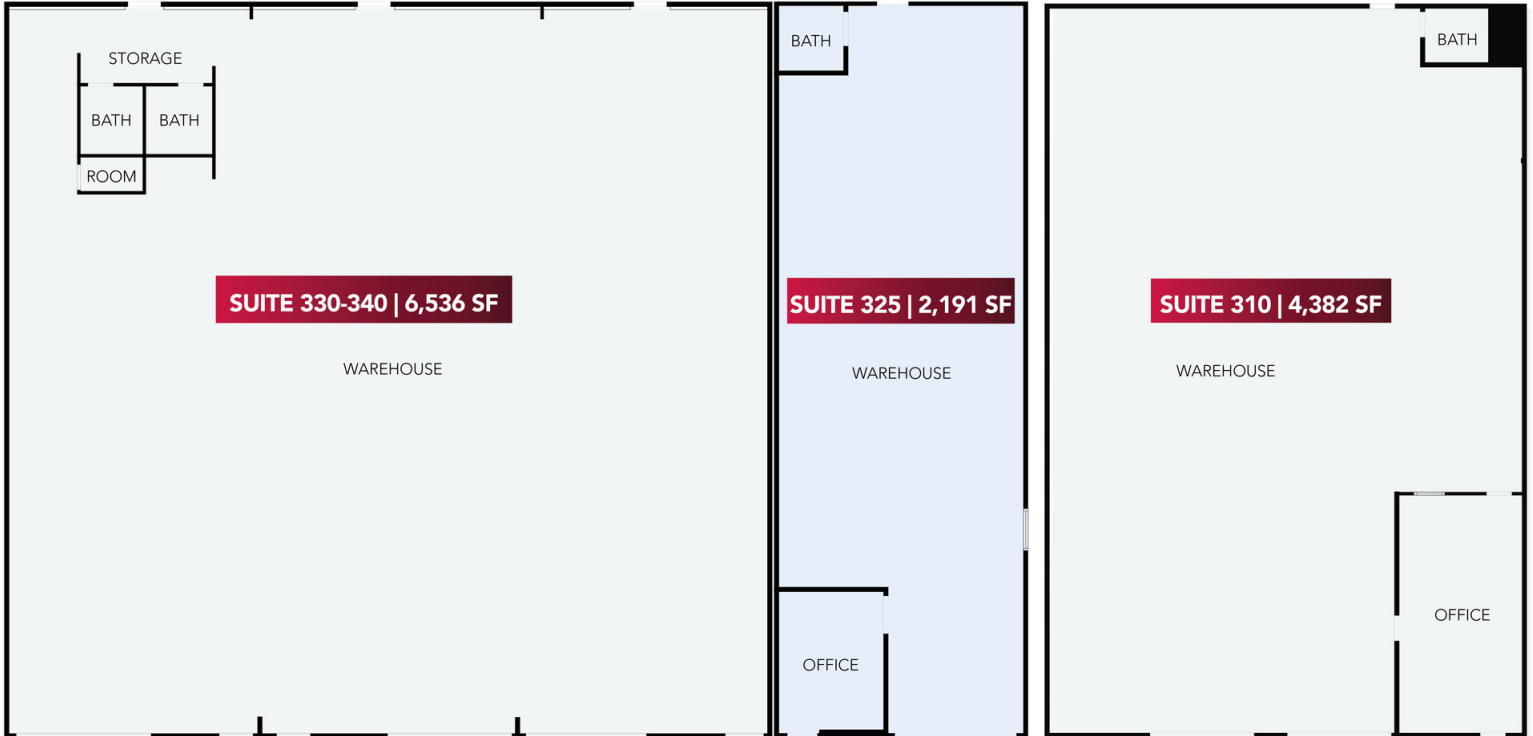 STORAGE
BATH
BATH
ROOM
SUITE 330-340 | 6,536 SF
WAREHOUSE
BATH
SUITE 325 | 2,191 SF
WAREHOUSE
OFFICE
BATH
SUITE 310 | 4,382 SF
WAREHOUSE
OFFICE